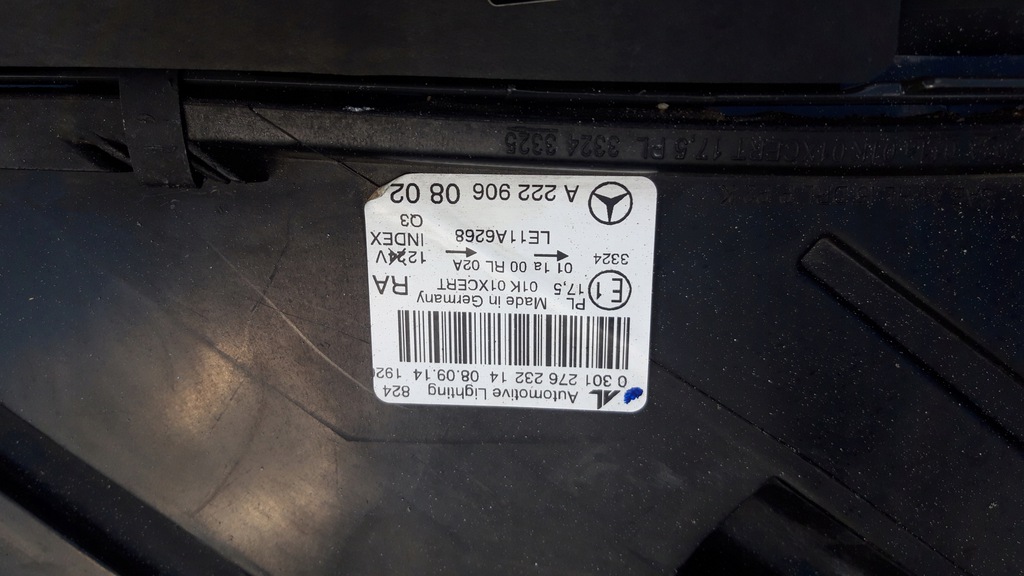 AL Automotive Lighting 824
0 301 276 232 14 08.09.14 192
Made in Germany
E1 PL 17,5 01K 01XCERT RA
3324 01 1a 00 RL 02A 12V
LE11A6268 INDEX Q3
A 222 906 08 02
17,5 PL 3324 3325